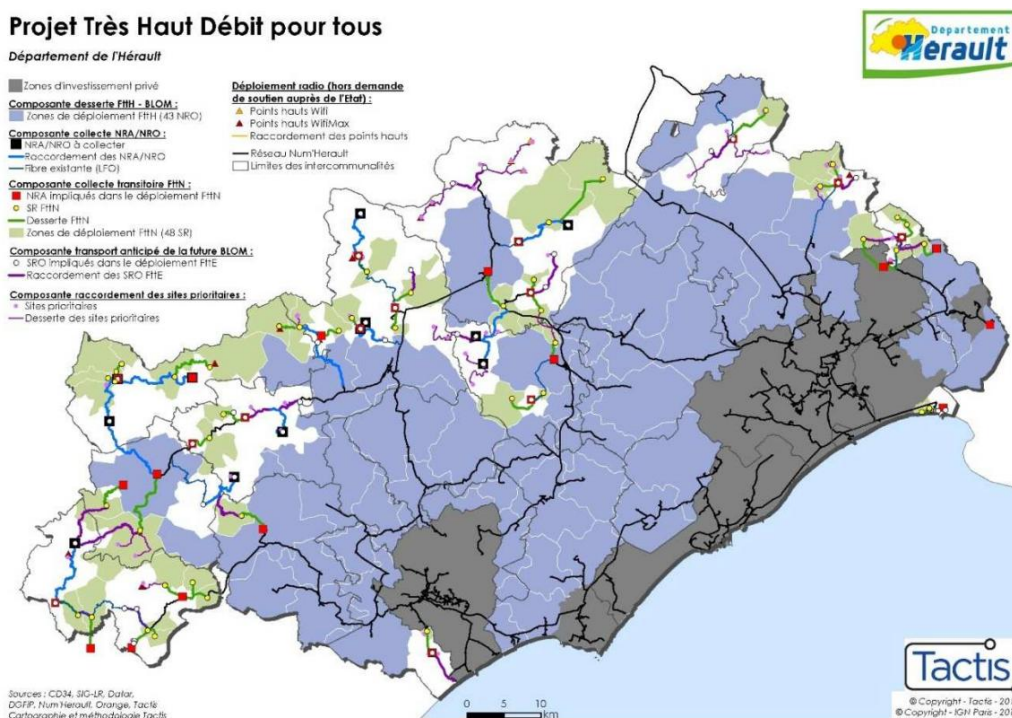 Projet Très Haut Débit pour tous
Département de l'Hérault
Zones d'investissement privé
Composante desserte FttH - BLOM :
Zones de déploiement FttH (43 NRO)
Composante collecte NRA/NRO :
NRA/NRO à collecter
Raccordement des NRA/NRO
Fibre existante (LFO)
Composante collecte transitoire FttN :
NRA impliqués dans le déploiement FttN
SR FttN
Desserte FttN
Zones de déploiement FttN (48 SR)
Composante transport anticipé de la future BLOM :
SRO impliqués dans le déploiement FttE
Raccordement des SRO FttE
Composante raccordement des sites prioritaires :
Sites prioritaires
Desserte des sites prioritaires
Déploiement radio (hors demande
de soutien auprès de l'Etat) :
Points hauts Wifi
Points hauts WifiMax
Raccordement des points hauts
Réseau Num'Herault
Limites des intercommunalités
Département
Hérault
Sources : CD34, SIG-LR, Datar,
DGFIP, Num'Herault, Orange, Tactis
Cartographie et méthodologie Tactis
0 5 10
km
Tactis
© Copyright - Tactis - 201
© Copyright - IGN Paris - 201